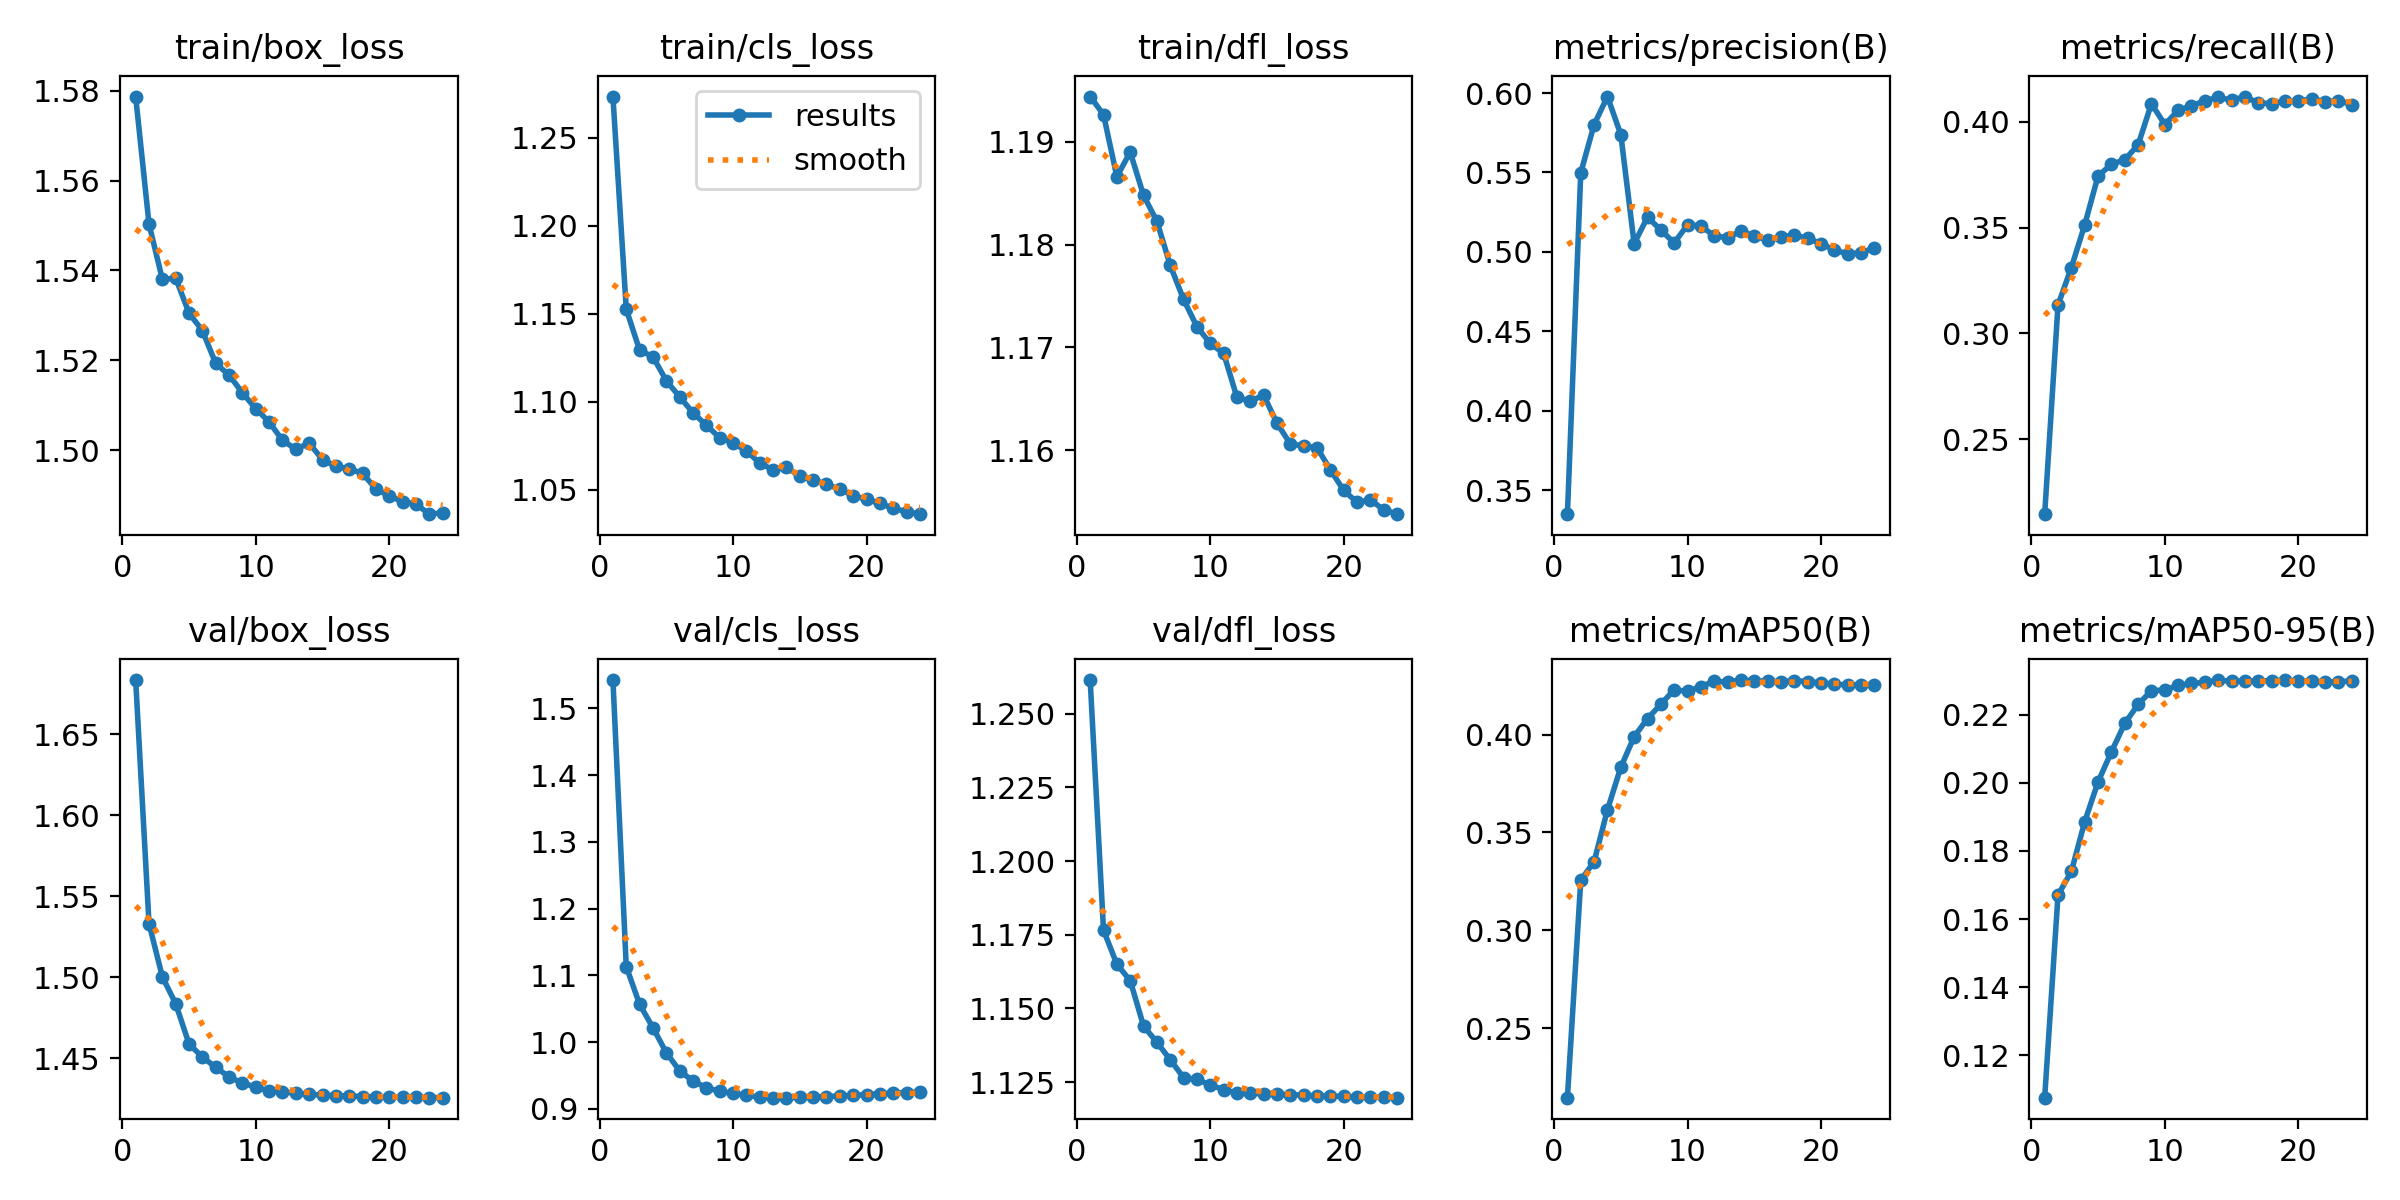 train/box_loss
1.58
1.56
1.54
1.52
1.50
0 10 20
train/cls_loss
results
smooth
1.25
1.20
1.15
1.10
1.05
0 10 20
train/dfl_loss
1.19
1.18
1.17
1.16
0 10 20
metrics/precision(B)
0.60
0.55
0.50
0.45
0.40
0.35
0 10 20
metrics/recall(B)
0.40
0.35
0.30
0.25
0 10 20
val/box_loss
1.65
1.60
1.55
1.50
1.45
0 10 20
val/cls_loss
1.5
1.4
1.3
1.2
1.1
1.0
0.9
0 10 20
val/dfl_loss
1.250
1.225
1.200
1.175
1.150
1.125
0 10 20
metrics/mAP50(B)
0.40
0.35
0.30
0.25
0 10 20
metrics/mAP50-95(B)
0.22
0.20
0.18
0.16
0.14
0.12
0 10 20